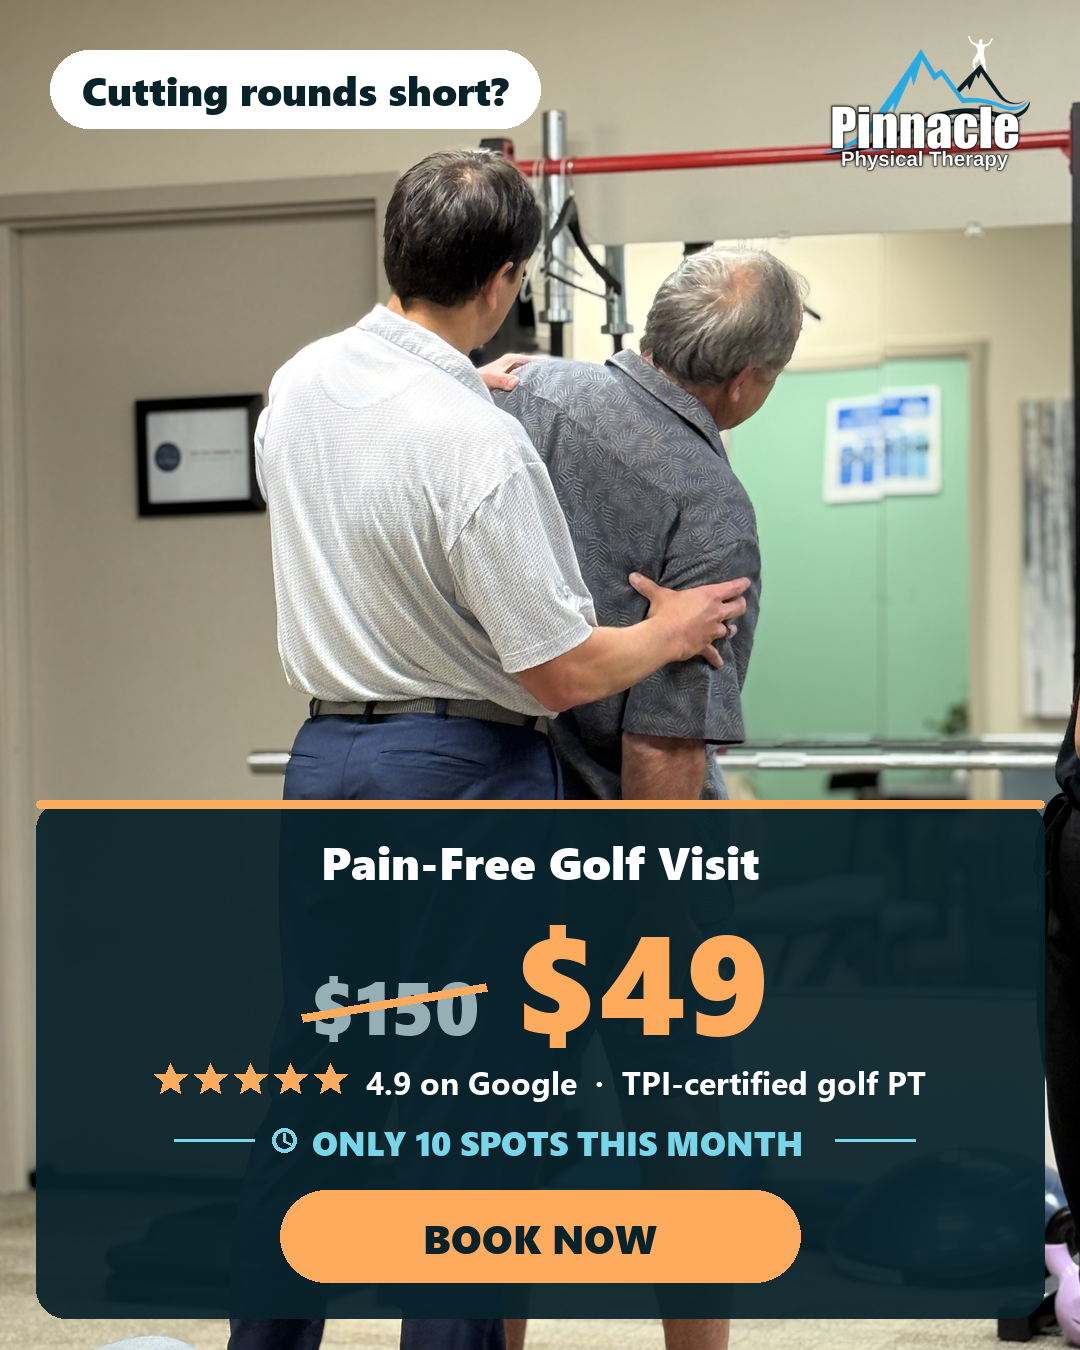 Cutting rounds short?
Pinnacle
Physical Therapy
Pain-Free Golf Visit
$150 $49
4.9 on Google · TPI-certified golf PT
ONLY 10 SPOTS THIS MONTH
BOOK NOW